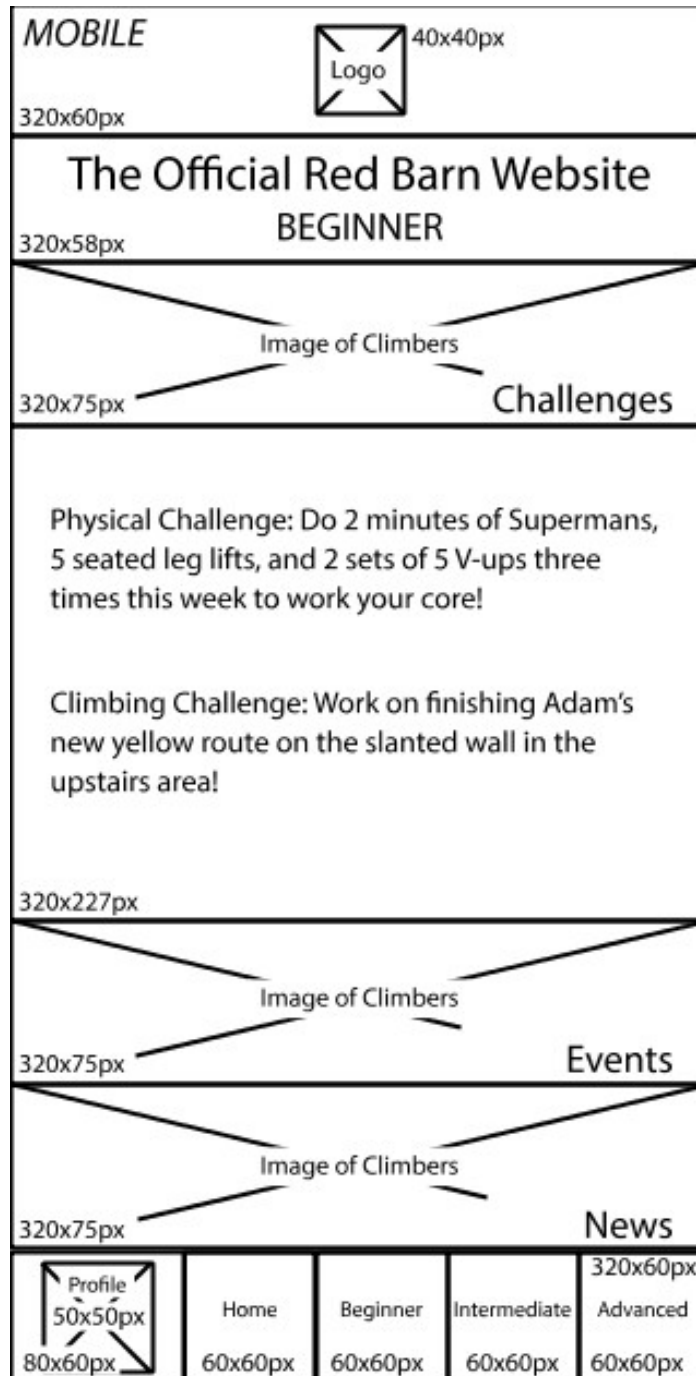 MOBILE
40x40px
Logo
320x60px
The Official Red Barn Website
BEGINNER
320x58px
Image of Climbers
320x75px
Challenges
Physical Challenge: Do 2 minutes of Supermans,
5 seated leg lifts, and 2 sets of 5 V-ups three
times this week to work your core!
Climbing Challenge: Work on finishing Adam’s
new yellow route on the slanted wall in the
upstairs area!
320x227px
Image of Climbers
320x75px
Events
Image of Climbers
320x75px
News
320x60px
Profile
50x50px
80x60px
Home
60x60px
Beginner
60x60px
Intermediate
60x60px
Advanced
60x60px